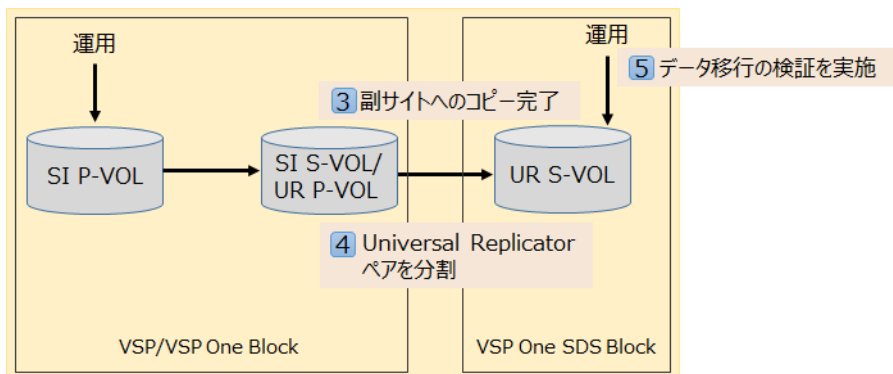 運用
運用
5 データ移行の検証を実施
3 副サイトへのコピー完了
SI P-VOL
SI S-VOL/
UR P-VOL
UR S-VOL
4 Universal Replicator
ペアを分割
VSP/VSP One Block
VSP One SDS Block